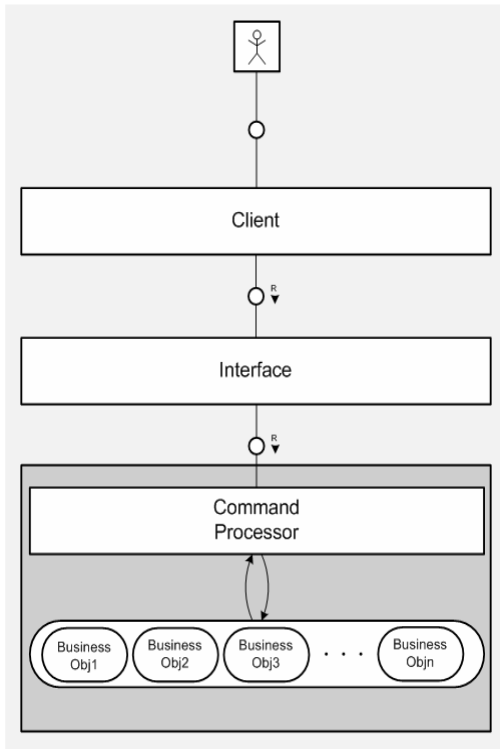 Client
R
Interface
R
Command
Processor
Business
Obj1
Business
Obj2
Business
Obj3
. . . .
Business
Objn